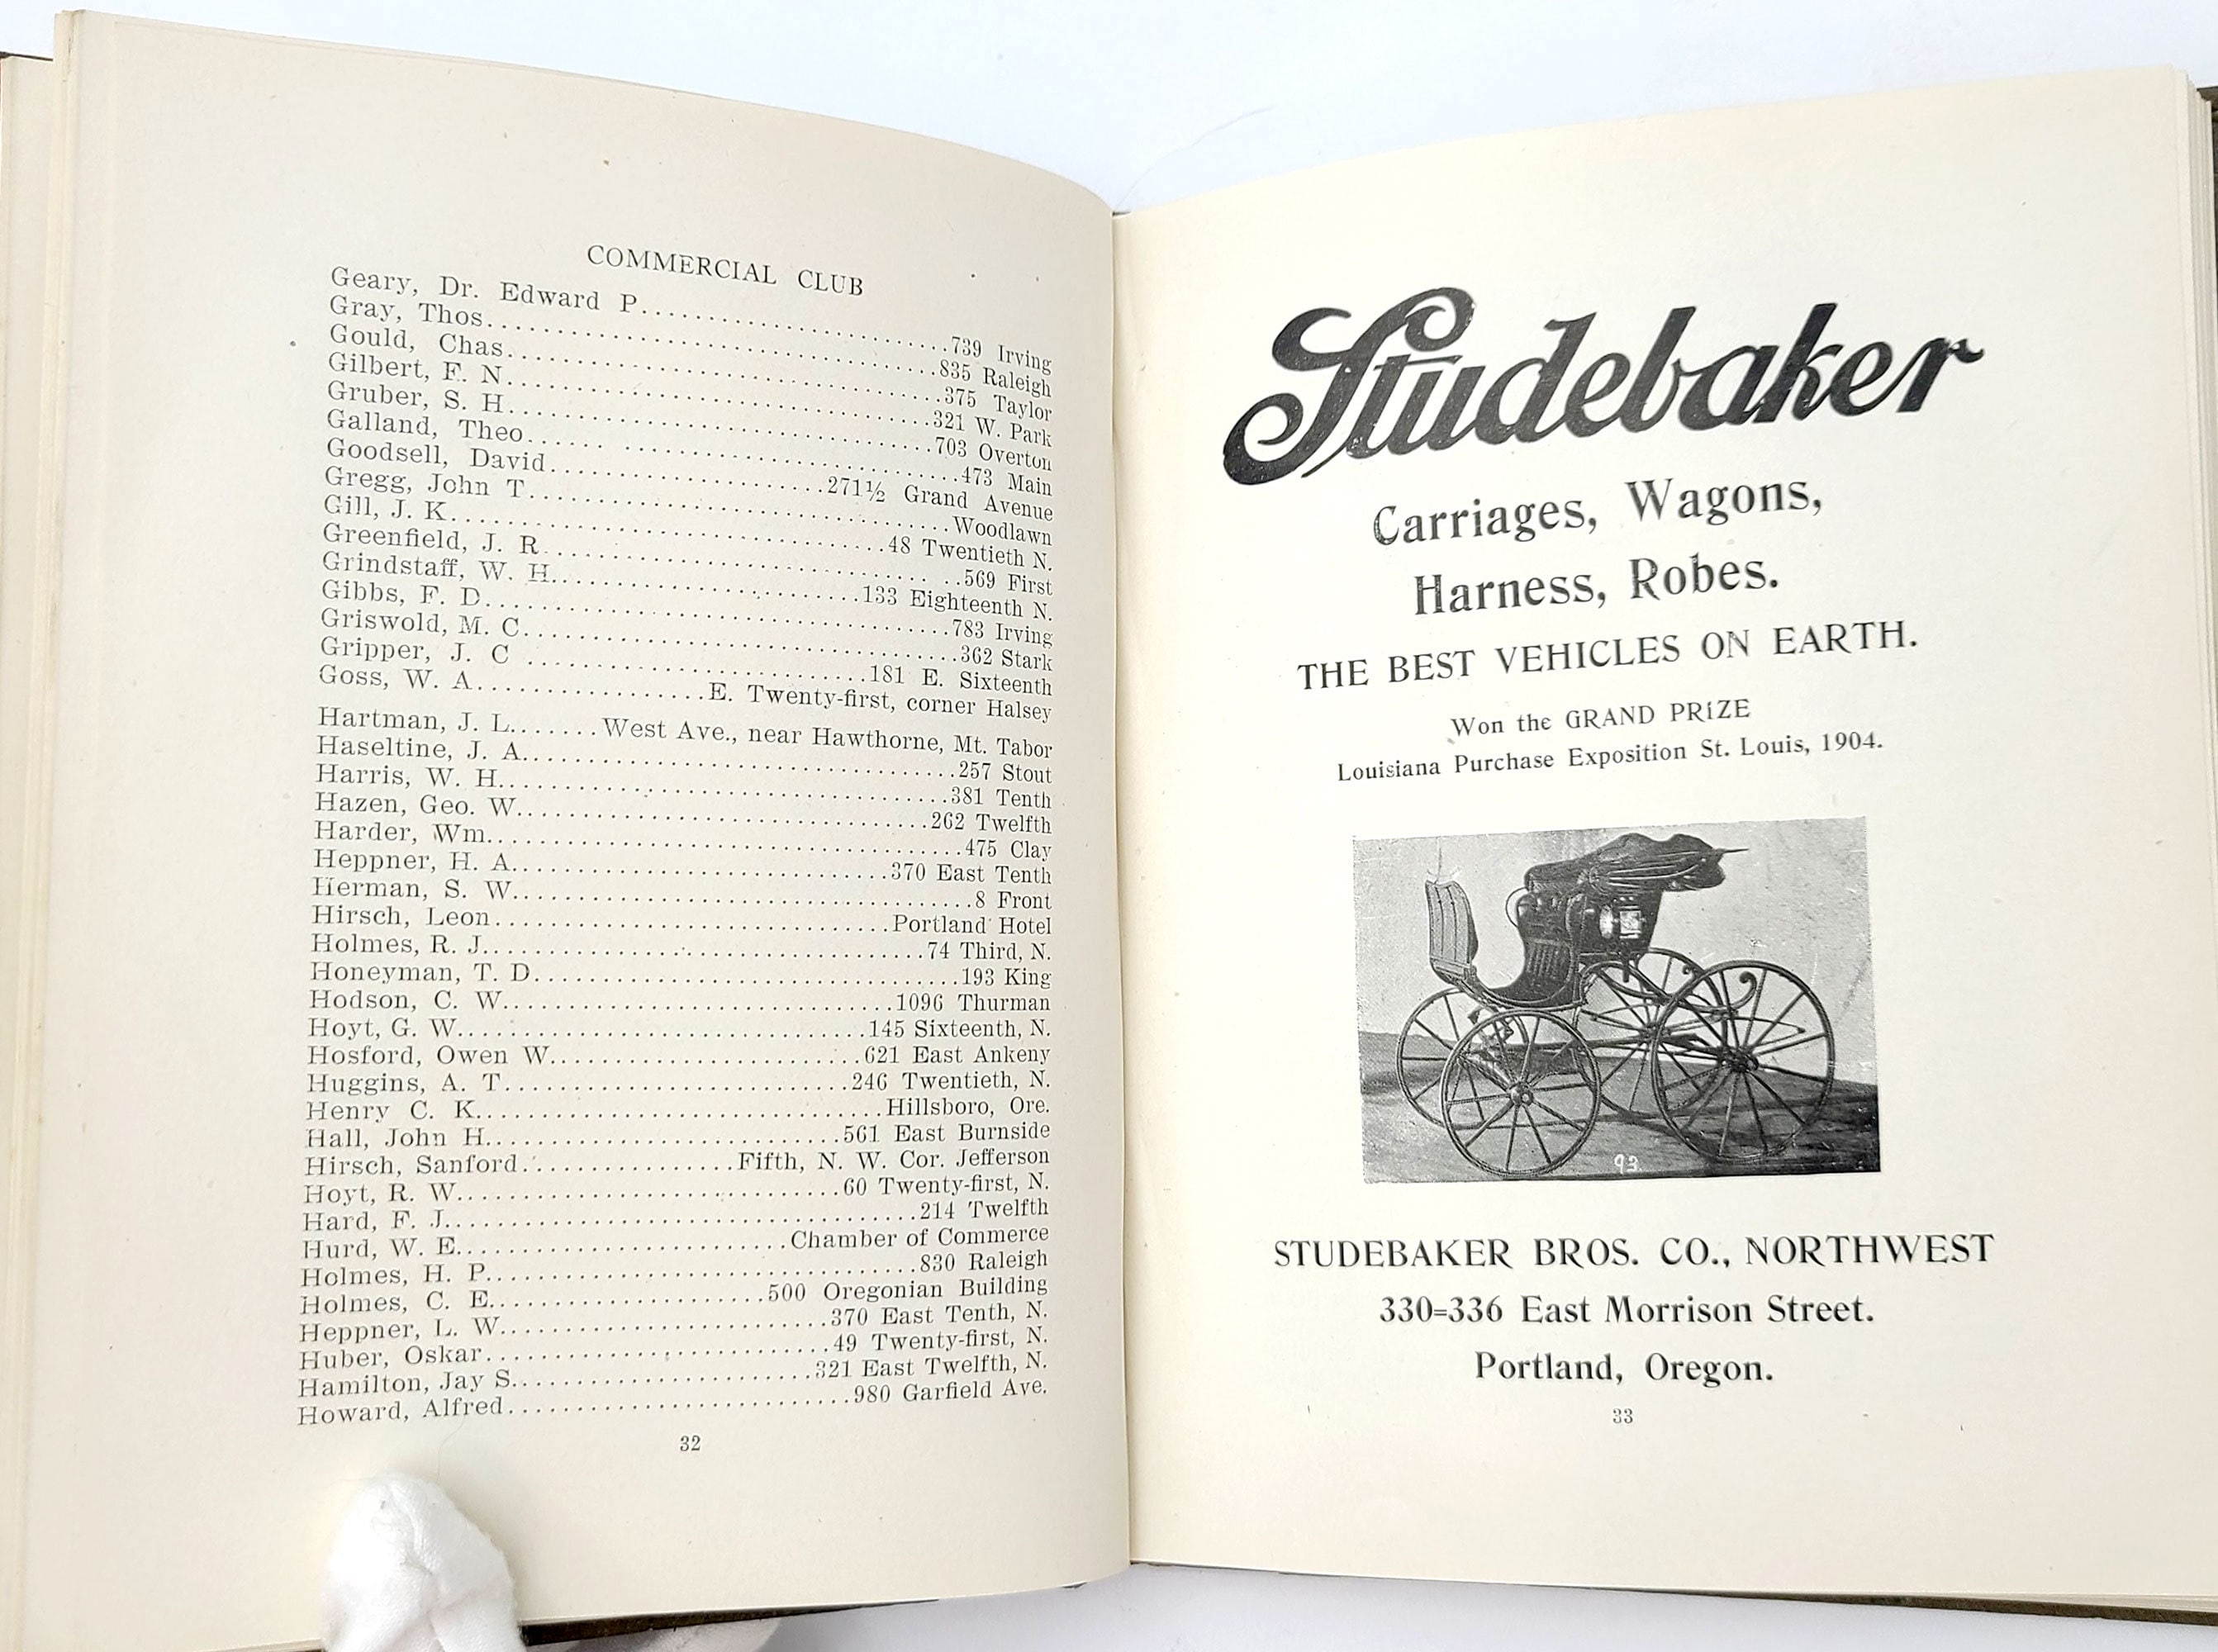 COMMERCIAL CLUB
Geary, Dr. Edward P......................739 Irving
Gray, Thos......................835 Raleigh
Gould, Chas......................375 Taylor
Gilbert, F. N......................321 W. Park
Gruber, S. H......................703 Overton
Galland, Theo...... ......................473 Main
Goodsell, David......................271½ Grand Avenue
Gregg, John T......................Woodlawn
Gill, J. K......................48 Twentieth N.
Greenfield, J. R......................569 First
Grindstaff, W. H......................133 Eighteenth N.
Gibbs, F. D......................783 Irving
Griswold, M. C......................362 Stark
Gripper, J. C ......................181 E. Sixteenth
Goss, W. A......................E. Twenty-first, corner Halsey
Hartman, J. L.......West Ave., near Hawthorne, Mt. Tabor
Haseltine, J. A......................257 Stout
Harris, W. H......................381 Tenth
Hazen, Geo. W......................262 Twelfth
Harder, Wm......................475 Clay
Heppner, H. A......................370 East Tenth
Herman, S. W......................8 Front
Hirsch, Leon......................Portland Hotel
Holmes, R. J......................74 Third, N.
Honeyman, T. D......................193 King
Hodson, C. W......................1096 Thurman
Hoyt, G. W......................145 Sixteenth, N.
Hosford, Owen W......................621 East Ankeny
Huggins, A. T......................246 Twentieth, N.
Henry C. K......................Hillsboro, Ore.
Hall, John H......................561 East Burnside
Hirsch, Sanford................Fifth, N. W. Cor. Jefferson
Hoyt, R. W......................60 Twenty-first, N.
Hard, F. J......................214 Twelfth
Hurd, W. E......................Chamber of Commerce
Holmes, H. P......................830 Raleigh
Holmes, C. E......................500 Oregonian Building
Heppner, L. W......................370 East Tenth, N.
Huber, Oskar......................49 Twenty-first, N.
Hamilton, Jay S......................321 East Twelfth, N.
Howard, Alfred......................980 Garfield Ave.
32
Studebaker
Carriages, Wagons,
Harness, Robes.
THE BEST VEHICLES ON EARTH.
Won the GRAND PRIZE
Louisiana Purchase Exposition St. Louis, 1904.
93
STUDEBAKER BROS. CO., NORTHWEST
330=336 East Morrison Street.
Portland, Oregon.
33